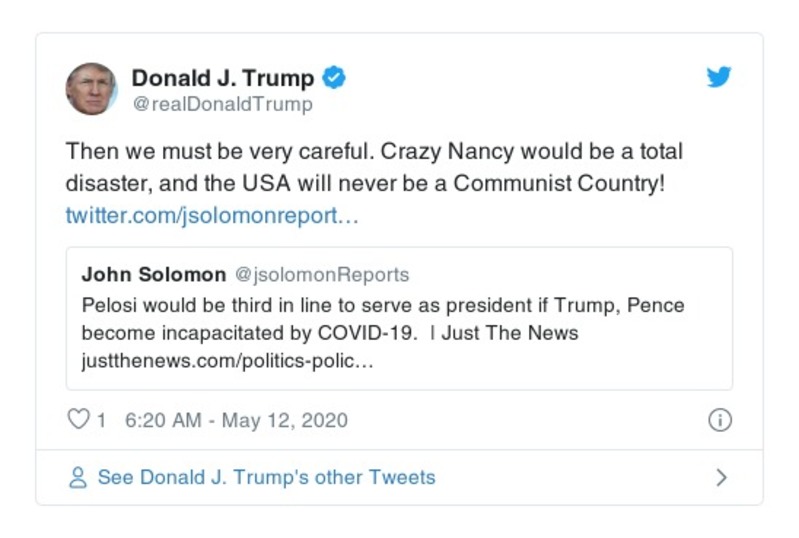 Donald J. Trump
@realDonaldTrump
Then we must be very careful. Crazy Nancy would be a total
disaster, and the USA will never be a Communist Country!
twitter.com/jsolomonreport…
John Solomon @jsolomonReports
Pelosi would be third in line to serve as president if Trump, Pence
become incapacitated by COVID-19. | Just The News
justthenews.com/politics-polic…
1 6:20 AM - May 12, 2020
See Donald J. Trump's other Tweets